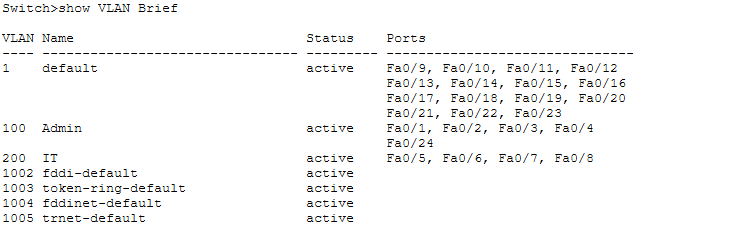 Switch>show VLAN Brief
VLAN Name                             Status    Ports
---- -------------------------------- --------- -------------------------------
1    default                          active    Fa0/9, Fa0/10, Fa0/11, Fa0/12
                                                Fa0/13, Fa0/14, Fa0/15, Fa0/16
                                                Fa0/17, Fa0/18, Fa0/19, Fa0/20
                                                Fa0/21, Fa0/22, Fa0/23
100  Admin                            active    Fa0/1, Fa0/2, Fa0/3, Fa0/4
                                                Fa0/24
200  IT                               active    Fa0/5, Fa0/6, Fa0/7, Fa0/8
1002 fddi-default                     active
1003 token-ring-default               active
1004 fddinet-default                  active
1005 trnet-default                    active